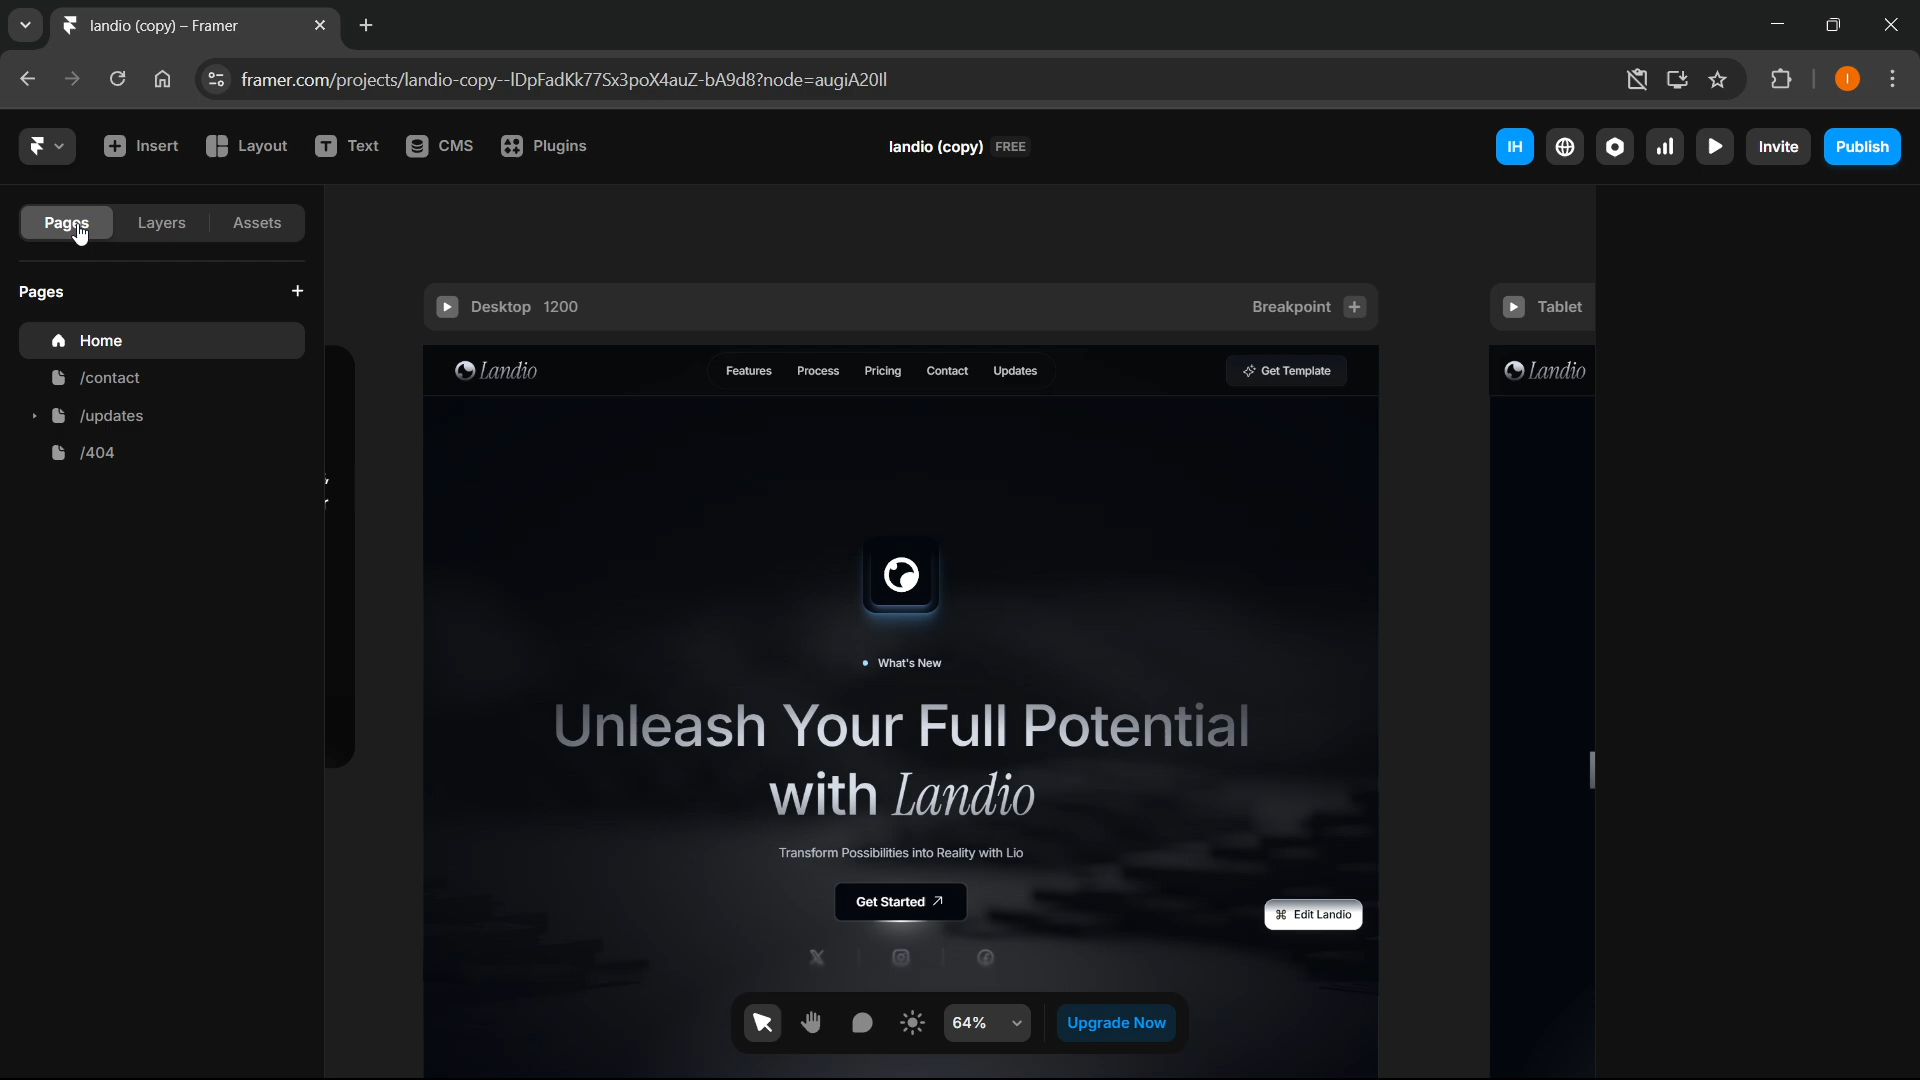 landio (copy) – Framer
framer.com/projects/landio-copy--lDpFadKk77Sx3poX4auZ-bA9d8?node=augiA20Il
I
Insert Layout Text CMS Plugins
landio (copy) FREE
IH Invite Publish
Pages Layers Assets
Pages
Home
/contact
/updates
/404
Desktop 1200 Breakpoint
Tablet
Landio Features Process Pricing Contact Updates Get Template
Landio
What's New
Unleash Your Full Potential
with Landio
Transform Possibilities into Reality with Lio
Get Started
⌘ Edit Landio
64% Upgrade Now